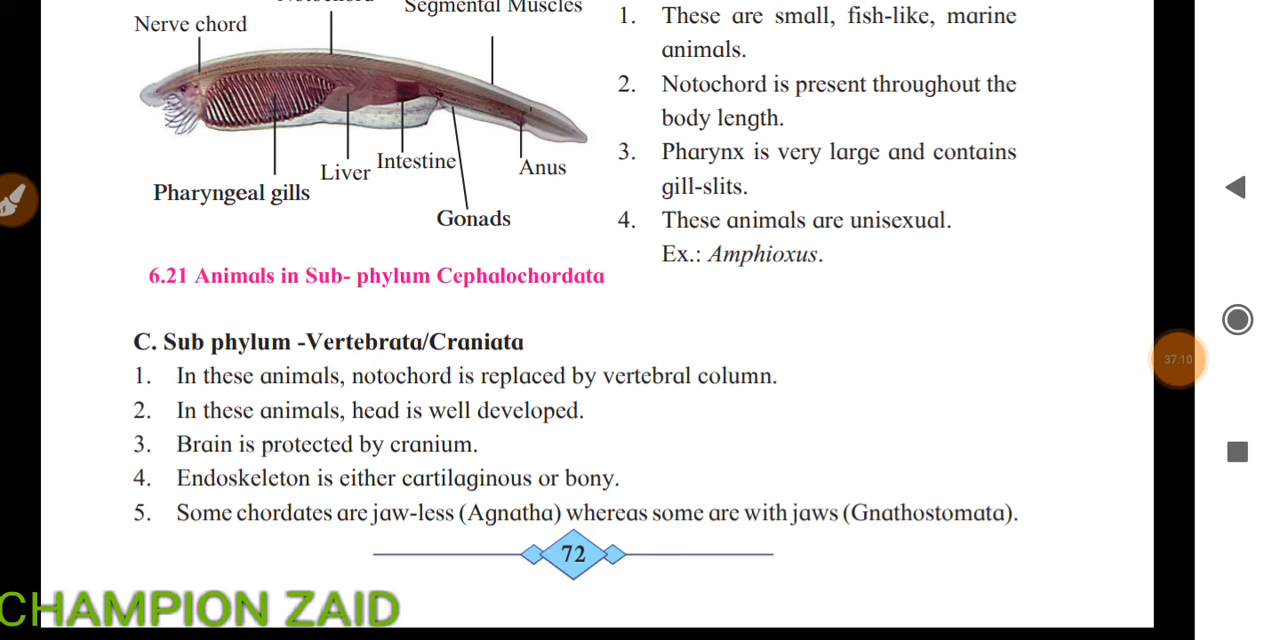 Segmental Muscles
Nerve chord
Liver
Intestine
Anus
Pharyngeal gills
Gonads
6.21 Animals in Sub- phylum Cephalochordata
1. These are small, fish-like, marine
animals.
2. Notochord is present throughout the
body length.
3. Pharynx is very large and contains
gill-slits.
4. These animals are unisexual.
Ex.: Amphioxus.
C. Sub phylum -Vertebrata/Craniata
1. In these animals, notochord is replaced by vertebral column.
2. In these animals, head is well developed.
3. Brain is protected by cranium.
4. Endoskeleton is either cartilaginous or bony.
5. Some chordates are jaw-less (Agnatha) whereas some are with jaws (Gnathostomata).
72
37:10
CHAMPION ZAID